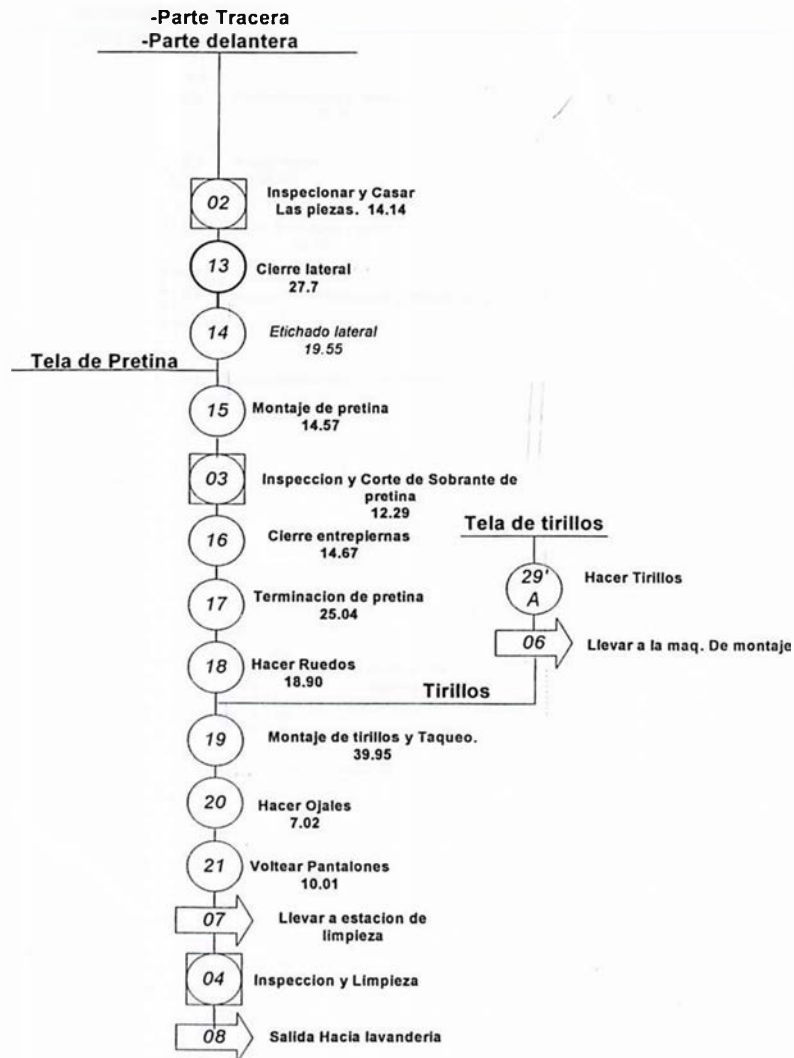 -Parte Tracera
-Parte delantera
02
Inspecionar y Casar
Las piezas. 14.14
13
Cierre lateral
27.7
14
Etichado lateral
19.55
Tela de Pretina
15
Montaje de pretina
14.57
03
Inspeccion y Corte de Sobrante de
pretina
12.29
Tela de tirillos
16
Cierre entrepiernas
14.67
29'
A
Hacer Tirillos
17
Terminacion de pretina
25.04
06
Llevar a la maq. De montaje
18
Hacer Ruedos
18.90
Tirillos
19
Montaje de tirillos y Taqueo.
39.95
20
Hacer Ojales
7.02
21
Voltear Pantalones
10.01
07
Llevar a estacion de
limpieza
04
Inspeccion y Limpieza
08
Salida Hacia lavanderia